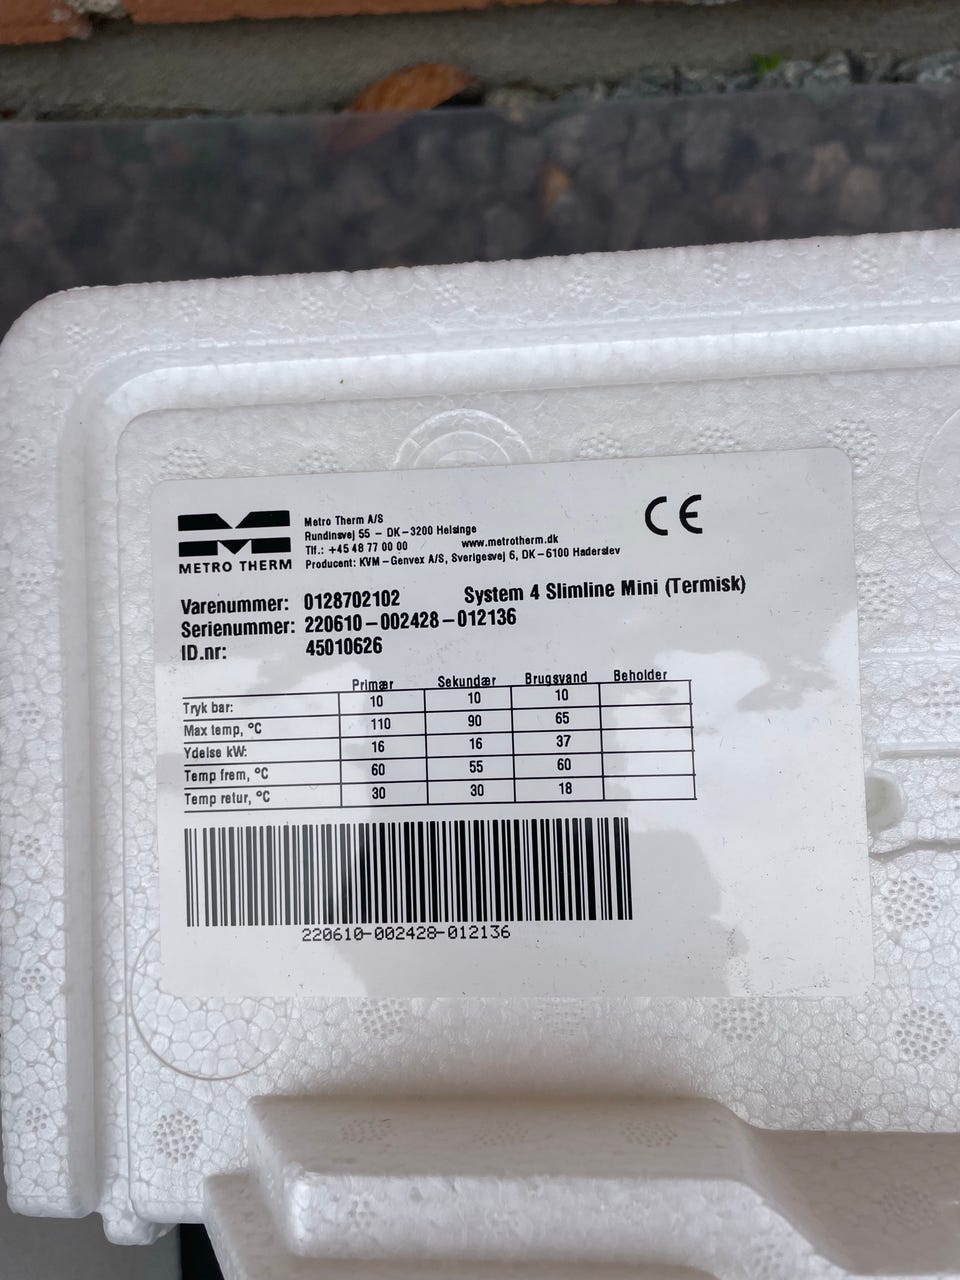 METRO THERM
Metro Therm A/S
Rundinsvej 55 - DK-3200 Helsinge
Tlf.: +45 48 77 00 00 www.metrotherm.dk
Producent: KVM-Genvex A/S, Sverigesvej 6, DK-6100 Haderslev
CE
Varenummer: 0128702102 System 4 Slimline Mini (Termisk)
Serienummer: 220610-002428-012136
ID.nr: 45010626
Primær Sekundær Brugsvand Beholder
Tryk bar: 10 10 10
Max temp, °C 110 90 65
Ydelse kW: 16 16 37
Temp frem, °C 60 55 60
Temp retur, °C 30 30 18
220610-002428-012136